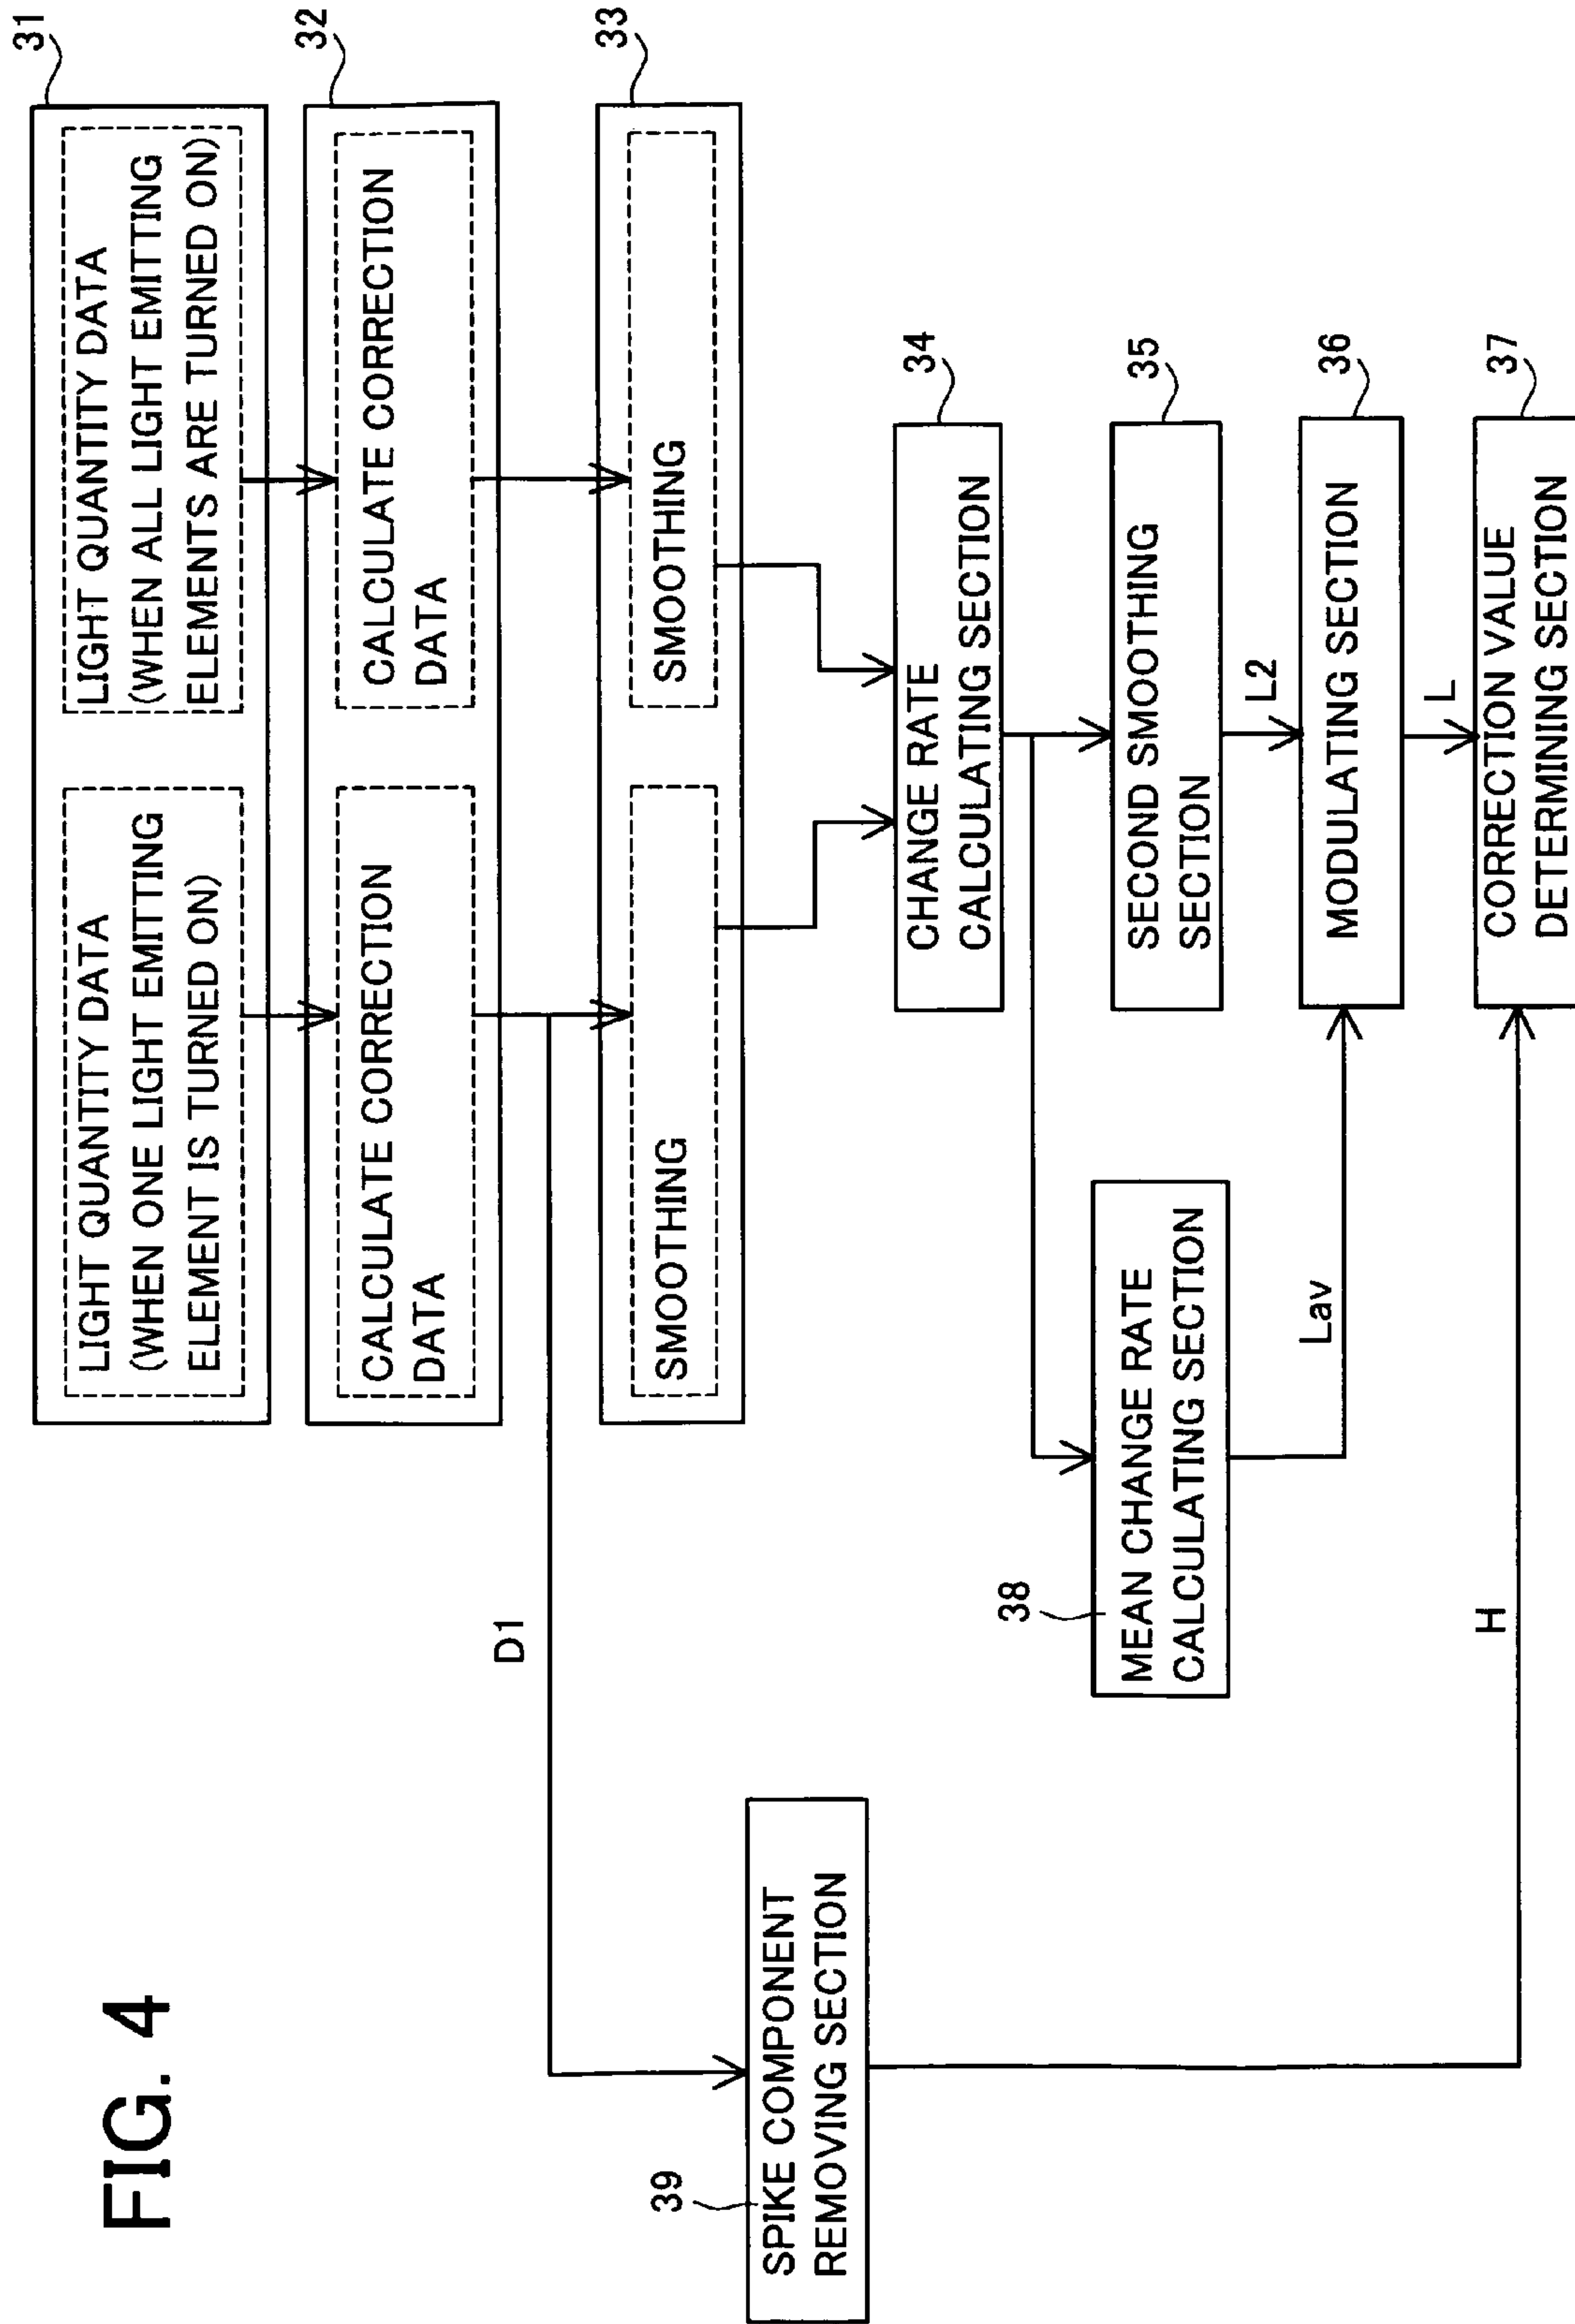 FIG. 4
31
LIGHT QUANTITY DATA
(WHEN ONE LIGHT EMITTING
ELEMENT IS TURNED ON)
LIGHT QUANTITY DATA
(WHEN ALL LIGHT EMITTING
ELEMENTS ARE TURNED ON)
32
CALCULATE CORRECTION
DATA
CALCULATE CORRECTION
DATA
D1
33
SMOOTHING
SMOOTHING
39
SPIKE COMPONENT
REMOVING SECTION
34
CHANGE RATE
CALCULATING SECTION
38
MEAN CHANGE RATE
CALCULATING SECTION
35
SECOND SMOOTHING
SECTION
L2
Lav
36
MODULATING SECTION
L
H
37
CORRECTION VALUE
DETERMINING SECTION